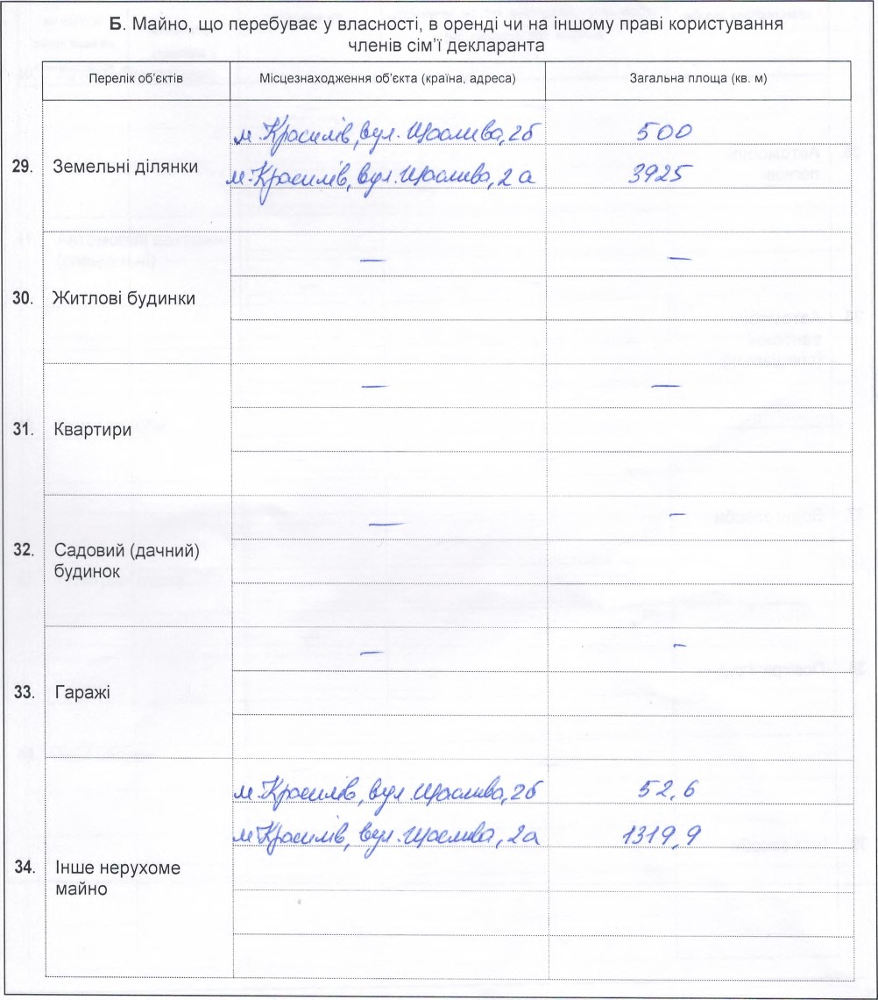 Б. Майно, що перебуває у власності, в оренді чи на іншому праві користування
членів сім’ї декларанта
Перелік об’єктів Місцезнаходження об’єкта (країна, адреса) Загальна площа (кв. м)
м. Красилів, вул. Щаслива, 2б 500
29. Земельні ділянки м. Красилів, вул. Щаслива, 2а 3925
— —
30. Житлові будинки
— —
31. Квартири
— —
32. Садовий (дачний)
будинок
— —
33. Гаражі
м. Красилів, вул. Щаслива, 2б 52,6
м. Красилів, вул. Щаслива, 2а 1319,9
34. Інше нерухоме
майно